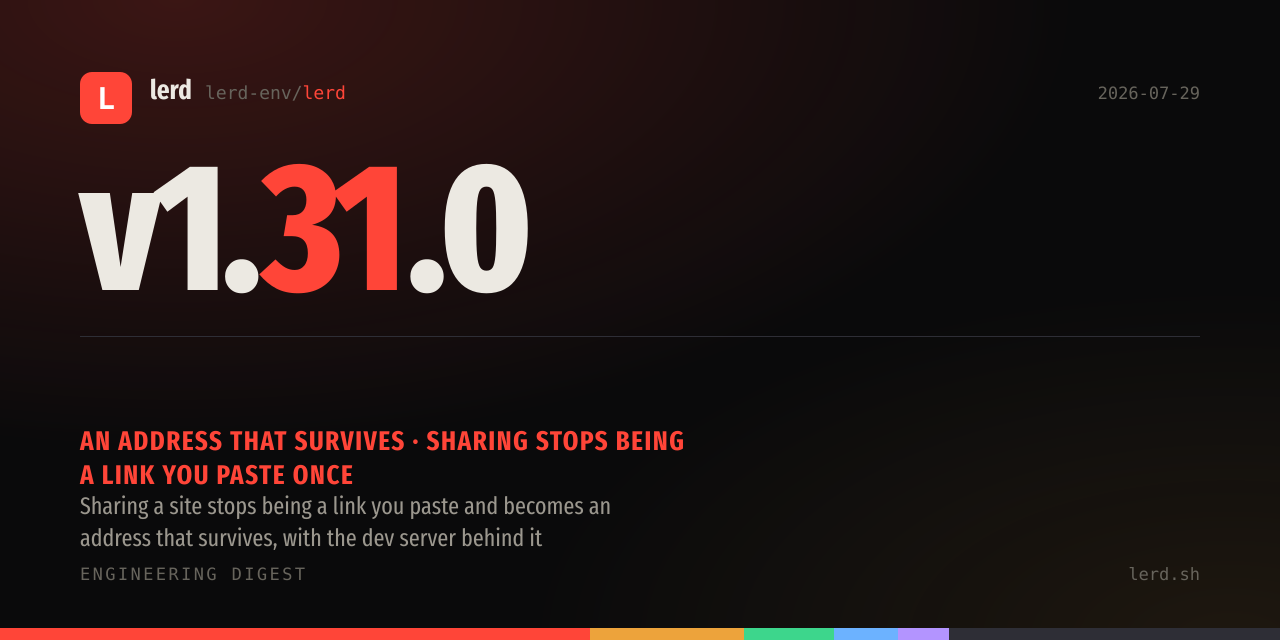 L lerd lerd-env/lerd 2026-07-29
v1.31.0
AN ADDRESS THAT SURVIVES · SHARING STOPS BEING
A LINK YOU PASTE ONCE
Sharing a site stops being a link you paste and becomes an
address that survives, with the dev server behind it
ENGINEERING DIGEST lerd.sh